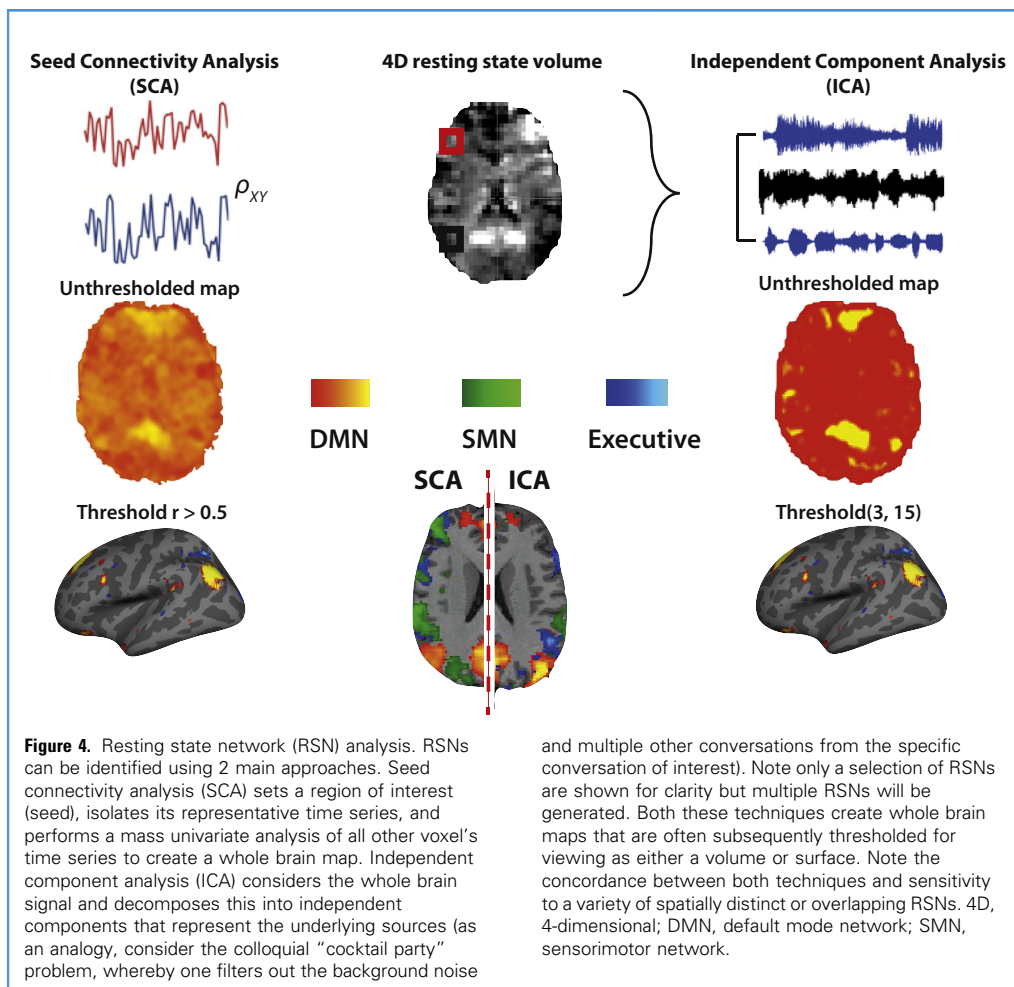 Seed Connectivity Analysis
(SCA)
4D resting state volume
Independent Component Analysis
(ICA)
ρXY
Unthresholded map
Unthresholded map
DMN
SMN
Executive
SCA
ICA
Threshold r > 0.5
Threshold(3, 15)
Figure 4. Resting state network (RSN) analysis. RSNs
can be identified using 2 main approaches. Seed
connectivity analysis (SCA) sets a region of interest
(seed), isolates its representative time series, and
performs a mass univariate analysis of all other voxel's
time series to create a whole brain map. Independent
component analysis (ICA) considers the whole brain
signal and decomposes this into independent
components that represent the underlying sources (as
an analogy, consider the colloquial "cocktail party"
problem, whereby one filters out the background noise
and multiple other conversations from the specific
conversation of interest). Note only a selection of RSNs
are shown for clarity but multiple RSNs will be
generated. Both these techniques create whole brain
maps that are often subsequently thresholded for
viewing as either a volume or surface. Note the
concordance between both techniques and sensitivity
to a variety of spatially distinct or overlapping RSNs. 4D,
4-dimensional; DMN, default mode network; SMN,
sensorimotor network.